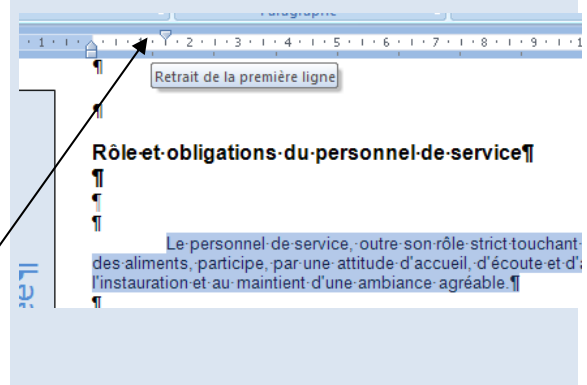 Paragraphe
· 1 · ı · · ı · 1 · ı · 2 · ı · 3 · ı · 4 · ı · 5 · ı · 6 · ı · 7 · ı · 8 · ı · 9 · ı · 1
¶
Retrait de la première ligne
¶
Rôle·et·obligations·du·personnel·de·service¶
¶
¶
¶
Le·personnel·de·service,·outre·son·rôle·strict·touchant·
des·aliments,·participe,·par·une·attitude·d'accueil,·d'écoute·et·d'
l'instauration·et·au·maintient·d'une·ambiance·agréable.¶
¶